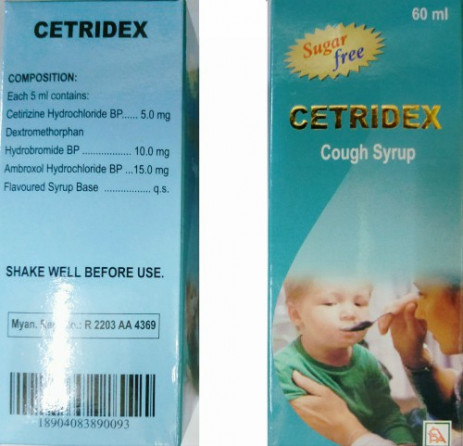 CETRIDEX
COMPOSITION:
Each 5 ml contains:
Cetirizine Hydrochloride BP...... 5.0 mg
Dextromethorphan
Hydrobromide BP .................. 10.0 mg
Ambroxol Hydrochloride BP ...15.0 mg
Flavoured Syrup Base ................ q.s.
SHAKE WELL BEFORE USE.
Myan. : R 2203 AA 4369
18904083890093
60 ml
Sugar
free
CETRIDEX
Cough Syrup